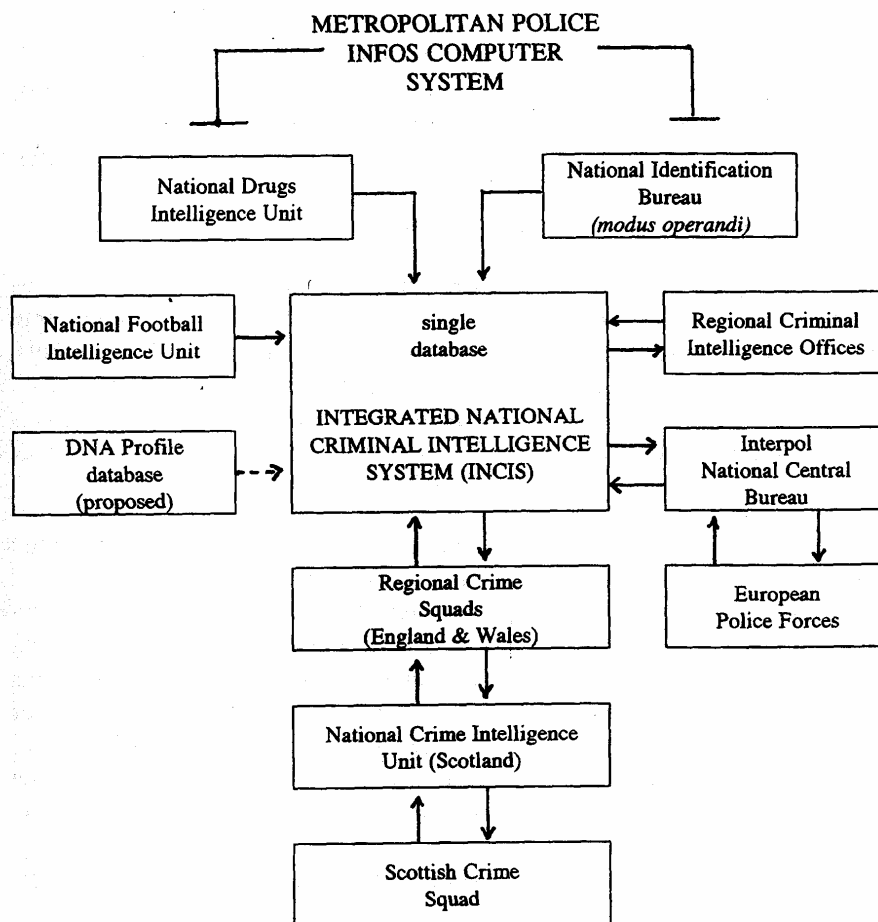 METROPOLITAN POLICE
INFOS COMPUTER
SYSTEM
National Drugs
Intelligence Unit
National Identification
Bureau
(modus operandi)
National Football
Intelligence Unit
single
database
Regional Criminal
Intelligence Offices
INTEGRATED NATIONAL
CRIMINAL INTELLIGENCE
SYSTEM (INCIS)
DNA Profile
database
(proposed)
Interpol
National Central
Bureau
Regional Crime
Squads
(England & Wales)
European
Police Forces
National Crime Intelligence
Unit (Scotland)
Scottish Crime
Squad